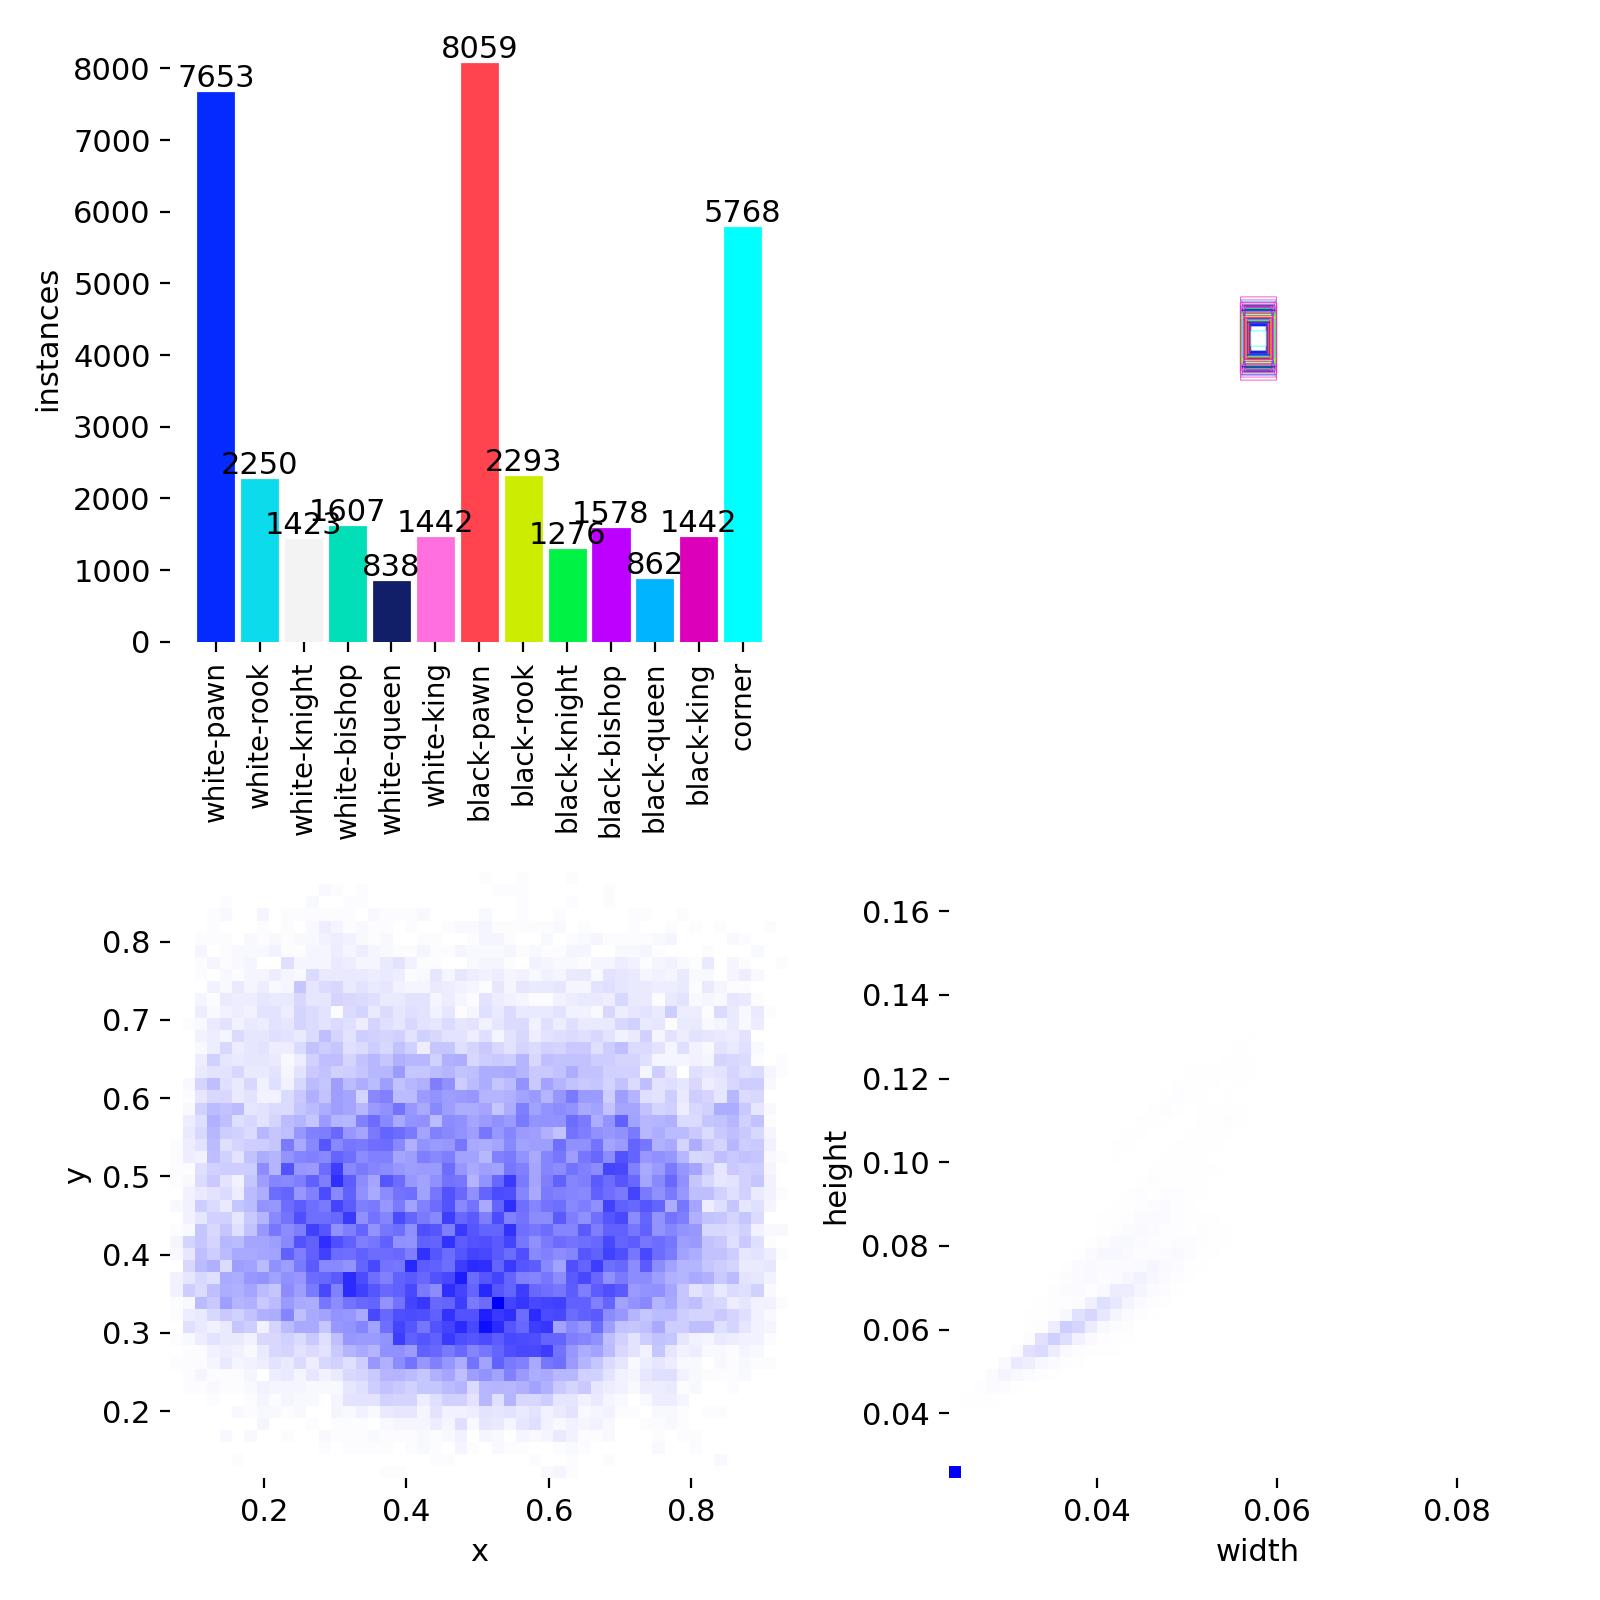 8059
8000
7653
7000
6000
5768
5000
4000
3000
2250
2293
2000
1423
1607
1442
1276
1578
1442
1000
838
862
0
instances
white-pawn
white-rook
white-knight
white-bishop
white-queen
white-king
black-pawn
black-rook
black-knight
black-bishop
black-queen
black-king
corner
0.8
0.7
0.6
0.5
0.4
0.3
0.2
y
0.2
0.4
0.6
0.8
x
0.16
0.14
0.12
0.10
0.08
0.06
0.04
height
0.04
0.06
0.08
width